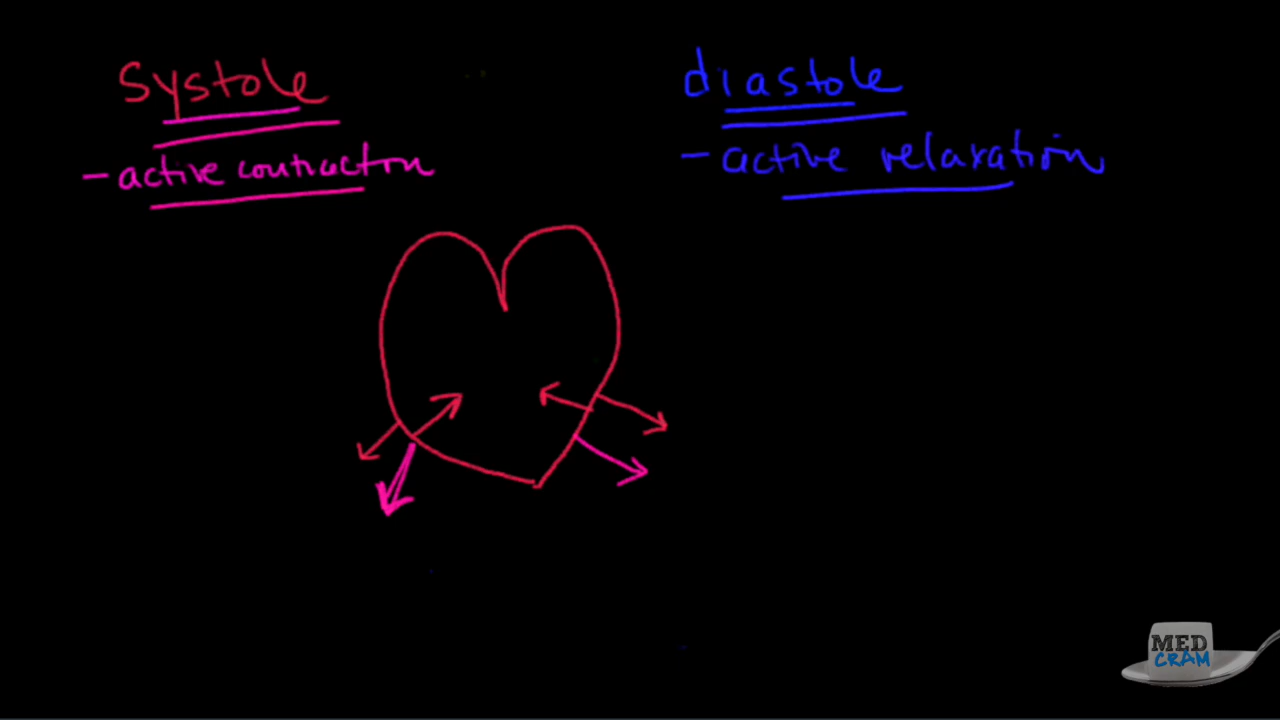 Systole
diastole
- active contraction
- active relaxation
MED
CRAM